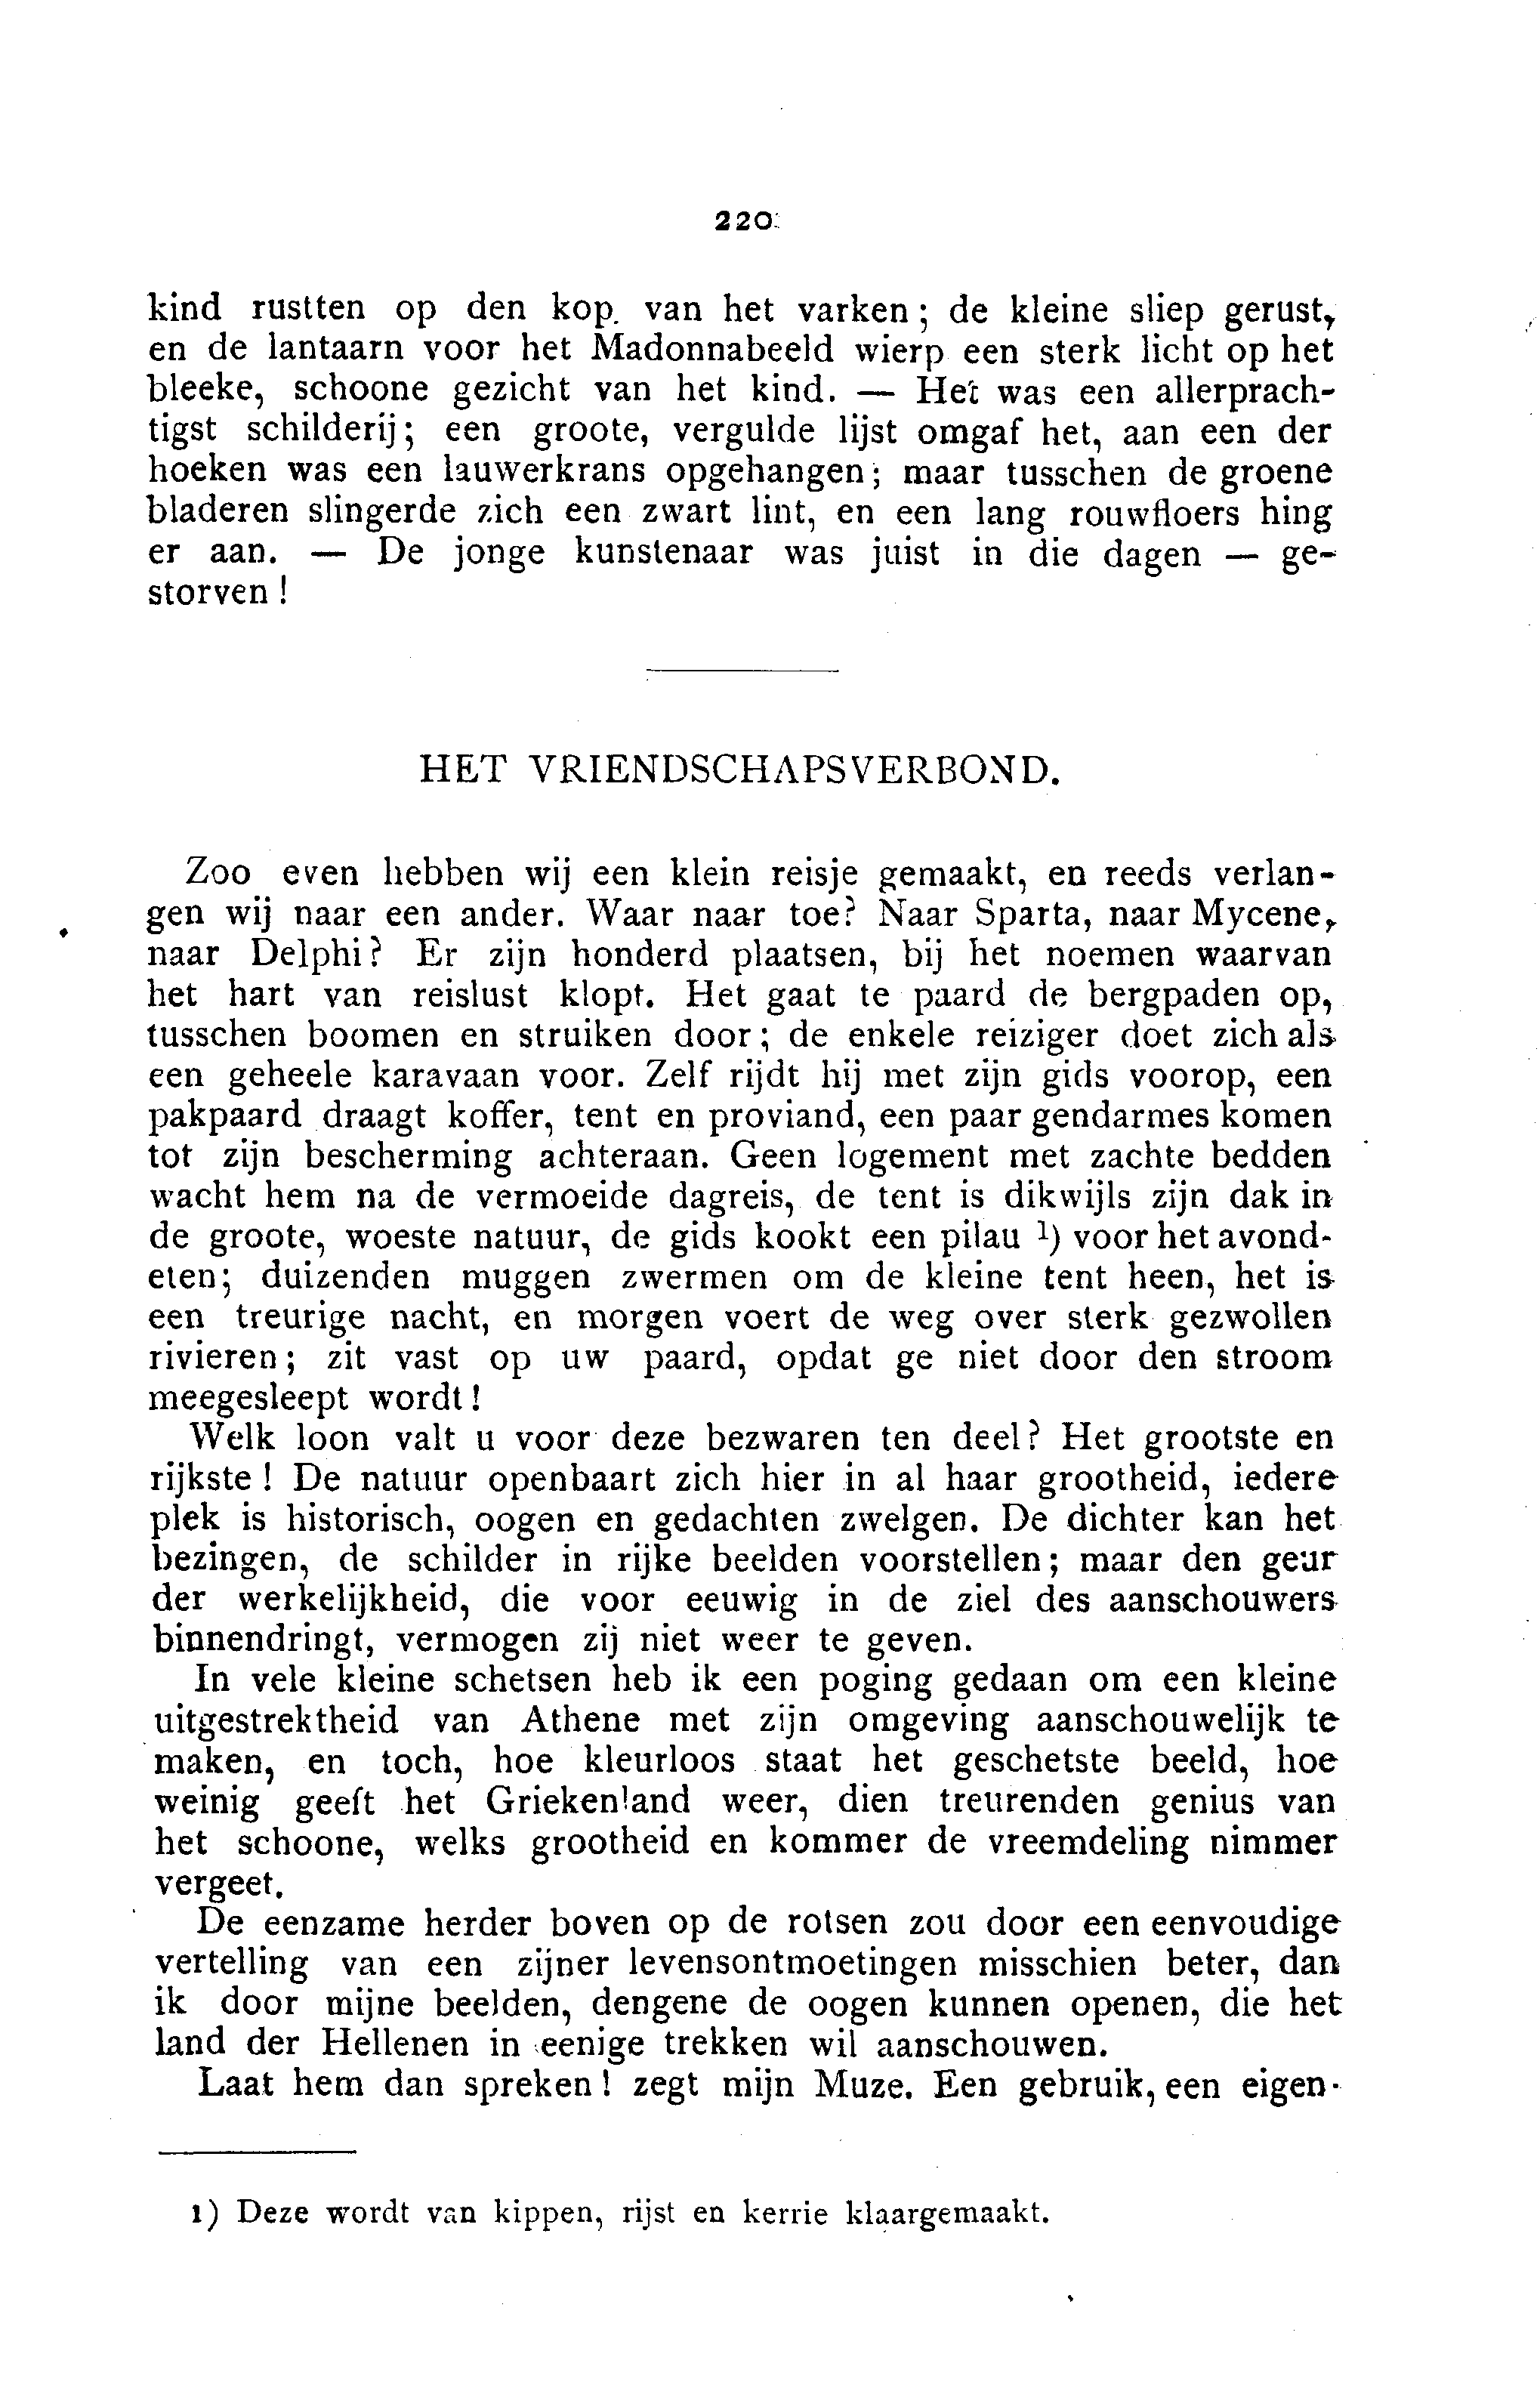 220
kind rustten op den kop van het varken; de kleine sliep gerust,
en de lantaarn voor het Madonnabeeld wierp een sterk licht op het
bleeke, schoone gezicht van het kind. — Het was een allerprach-
tigst schilderij; een groote, vergulde lijst omgaf het, aan een der
hoeken was een lauwerkrans opgehangen; maar tusschen de groene
bladeren slingerde zich een zwart lint, en een lang rouwfloers hing
er aan. — De jonge kunstenaar was juist in die dagen — ge-
storven!
HET VRIENDSCHAPSVERBOND.
Zoo even hebben wij een klein reisje gemaakt, en reeds verlan-
gen wij naar een ander. Waar naar toe? Naar Sparta, naar Mycene,
naar Delphi? Er zijn honderd plaatsen, bij het noemen waarvan
het hart van reislust klopt. Het gaat te paard de bergpaden op,
tusschen boomen en struiken door; de enkele reiziger doet zich als
een geheele karavaan voor. Zelf rijdt hij met zijn gids voorop, een
pakpaard draagt koffer, tent en proviand, een paar gendarmes komen
tot zijn bescherming achteraan. Geen logement met zachte bedden
wacht hem na de vermoeide dagreis, de tent is dikwijls zijn dak in
de groote, woeste natuur, de gids kookt een pilau 1) voor het avond-
eten; duizenden muggen zwermen om de kleine tent heen, het is
een treurige nacht, en morgen voert de weg over sterk gezwollen
rivieren; zit vast op uw paard, opdat ge niet door den stroom
meegesleept wordt!
Welk loon valt u voor deze bezwaren ten deel? Het grootste en
rijkste! De natuur openbaart zich hier in al haar grootheid, iedere
plek is historisch, oogen en gedachten zwelgen. De dichter kan het
bezingen, de schilder in rijke beelden voorstellen; maar den geur
der werkelijkheid, die voor eeuwig in de ziel des aanschouwers
binnendringt, vermogen zij niet weer te geven.
In vele kleine schetsen heb ik een poging gedaan om een kleine
uitgestrektheid van Athene met zijn omgeving aanschouwelijk te
maken, en toch, hoe kleurloos staat het geschetste beeld, hoe
weinig geeft het Griekenland weer, dien treurenden genius van
het schoone, welks grootheid en kommer de vreemdeling nimmer
vergeet.
De eenzame herder boven op de rotsen zou door een eenvoudige
vertelling van een zijner levensontmoetingen misschien beter, dan
ik door mijne beelden, dengene de oogen kunnen openen, die het
land der Hellenen in eenige trekken wil aanschouwen.
Laat hem dan spreken! zegt mijn Muze. Een gebruik, een eigen-
1) Deze wordt van kippen, rijst en kerrie klaargemaakt.